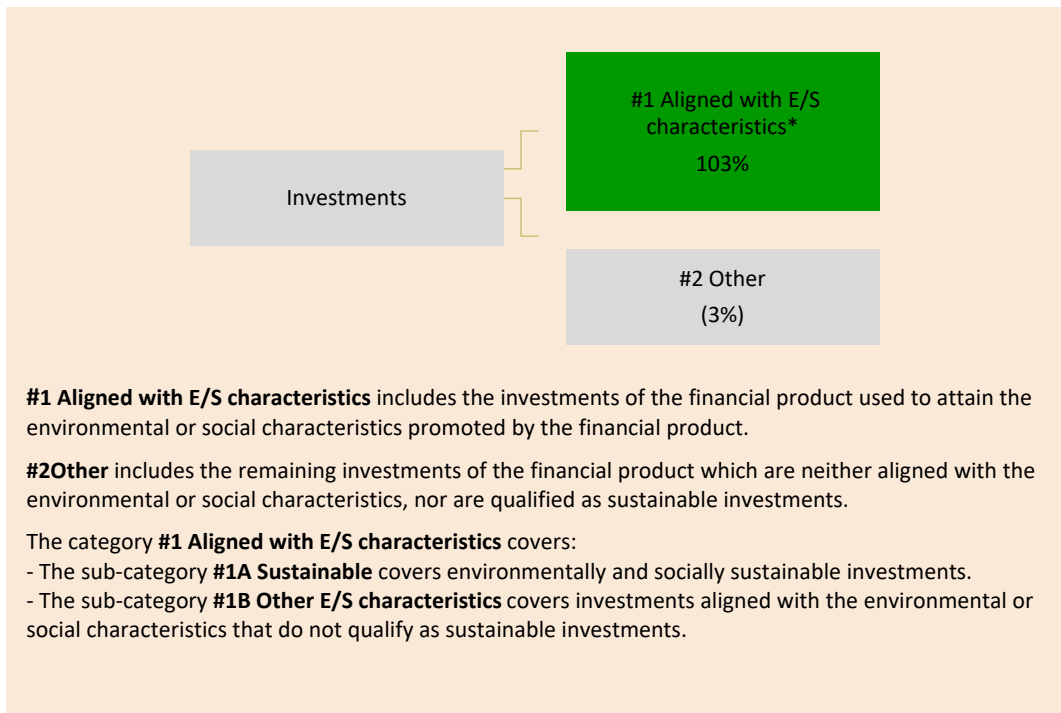 #1 Aligned with E/S
characteristics*
103%
Investments
#2 Other
(3%)
#1 Aligned with E/S characteristics includes the investments of the financial product used to attain the
environmental or social characteristics promoted by the financial product.
#2Other includes the remaining investments of the financial product which are neither aligned with the
environmental or social characteristics, nor are qualified as sustainable investments.
The category #1 Aligned with E/S characteristics covers:
- The sub-category #1A Sustainable covers environmentally and socially sustainable investments.
- The sub-category #1B Other E/S characteristics covers investments aligned with the environmental or
social characteristics that do not qualify as sustainable investments.